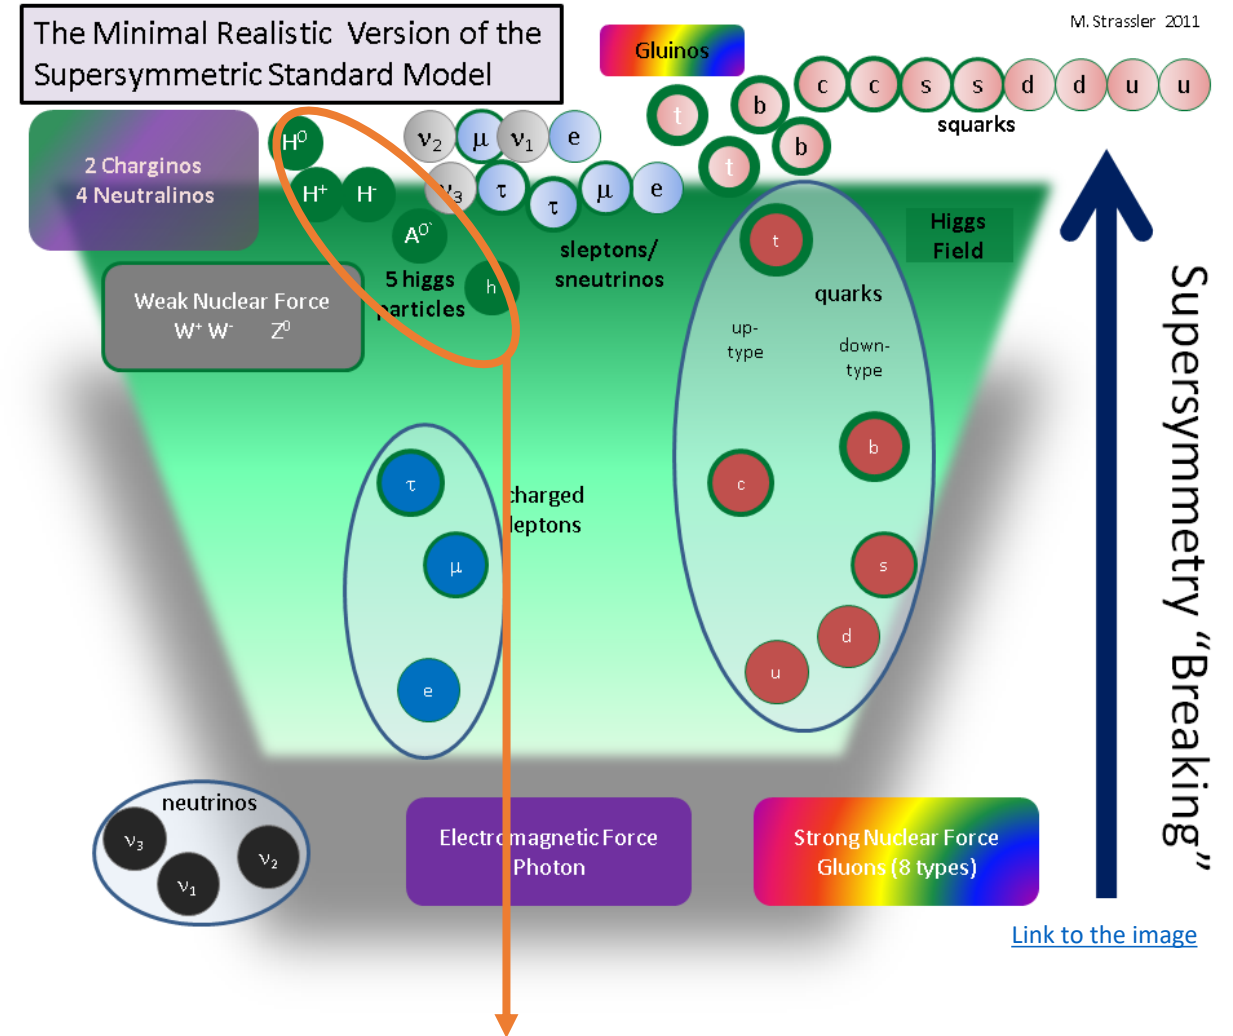 The Minimal Realistic Version of the
Supersymmetric Standard Model
M. Strassler 2011
Gluinos
c c s s d d u u
squarks
t
b
b
t
2 Charginos
4 Neutralinos
H⁰
H⁺ H⁻
A⁰
h
5 higgs
particles
ν₂ μ ν₁ e
ν₃ τ τ μ e
sleptons/
sneutrinos
Higgs
Field
Weak Nuclear Force
W⁺ W⁻ Z⁰
t
quarks
up-
type
down-
type
b
c
s
d
u
τ
μ
e
charged
leptons
neutrinos
ν₃
ν₁
ν₂
Electromagnetic Force
Photon
Strong Nuclear Force
Gluons (8 types)
Supersymmetry “Breaking”
Link to the image